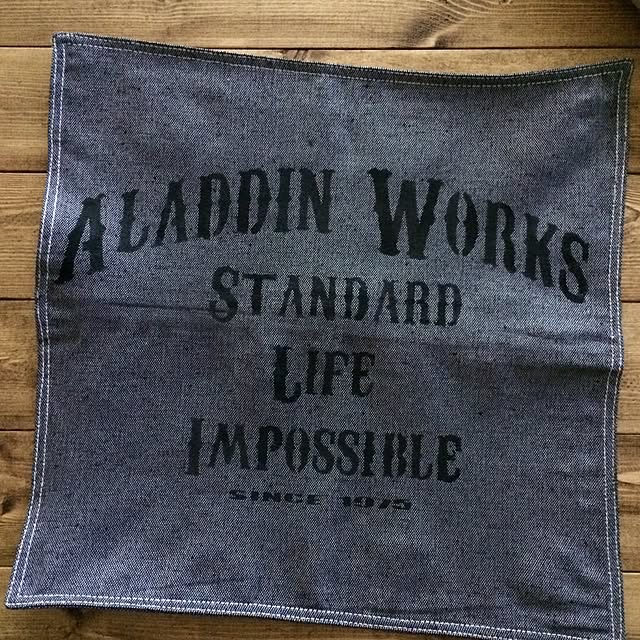 ALADDIN WORKS
STANDARD
LIFE
IMPOSSIBLE
SINCE 1975